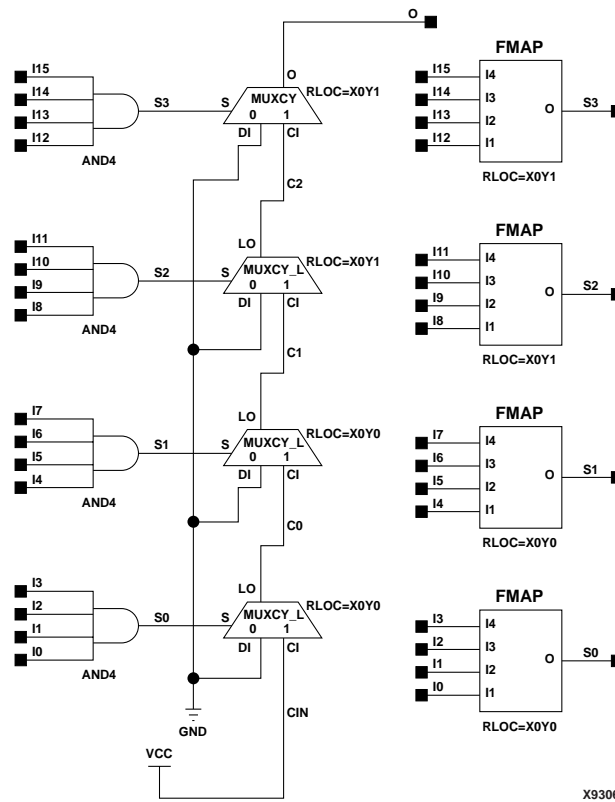 O
FMAP
I15
I14
I13
I12
S3
AND4
S
O
MUXCY
0 1
DI CI
RLOC=X0Y1
I15 I4
I14 I3
I13 I2
I12 I1
O
S3
RLOC=X0Y1
C2
FMAP
I11
I10
I9
I8
S2
AND4
LO
S
MUXCY_L
0 1
DI CI
RLOC=X0Y1
I11 I4
I10 I3
I9 I2
I8 I1
O
S2
RLOC=X0Y1
C1
FMAP
I7
I6
I5
I4
S1
AND4
LO
S
MUXCY_L
0 1
DI CI
RLOC=X0Y0
I7 I4
I6 I3
I5 I2
I4 I1
O
S1
RLOC=X0Y0
C0
FMAP
I3
I2
I1
I0
S0
AND4
LO
S
MUXCY_L
0 1
DI CI
RLOC=X0Y0
I3 I4
I2 I3
I1 I2
I0 I1
O
S0
RLOC=X0Y0
CIN
GND
VCC